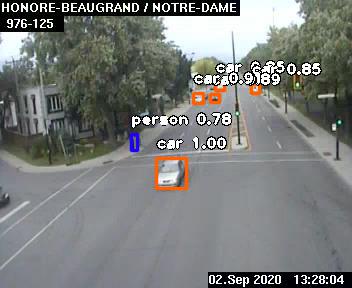 HONORE-BEAUGRAND / NOTRE-DAME
976-125
car 0.85
person 0.78
car 1.00
02.Sep 2020 13:28:04